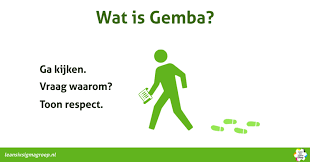 Wat is Gemba?
Ga kijken.
Vraag waarom?
Toon respect.
leansixsigmagroep.nl